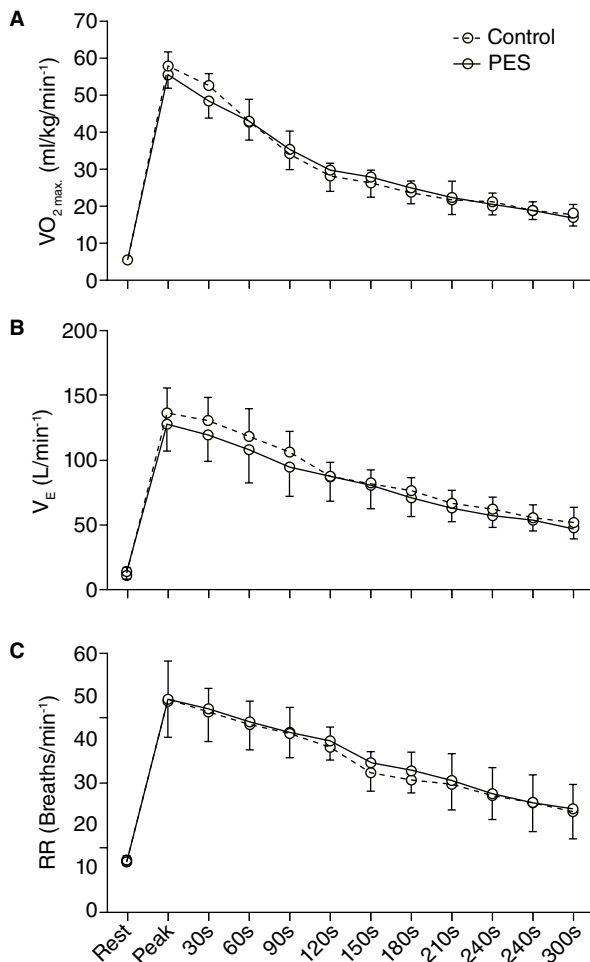 A
70
60
50
40
30
20
10
0
VO2 max. (ml/kg/min-1)
Control
PES
B
200
150
100
50
0
VE (L/min-1)
C
60
50
40
30
20
10
0
RR (Breaths/min-1)
Rest
Peak
30s
60s
90s
120s
150s
180s
210s
240s
240s
300s